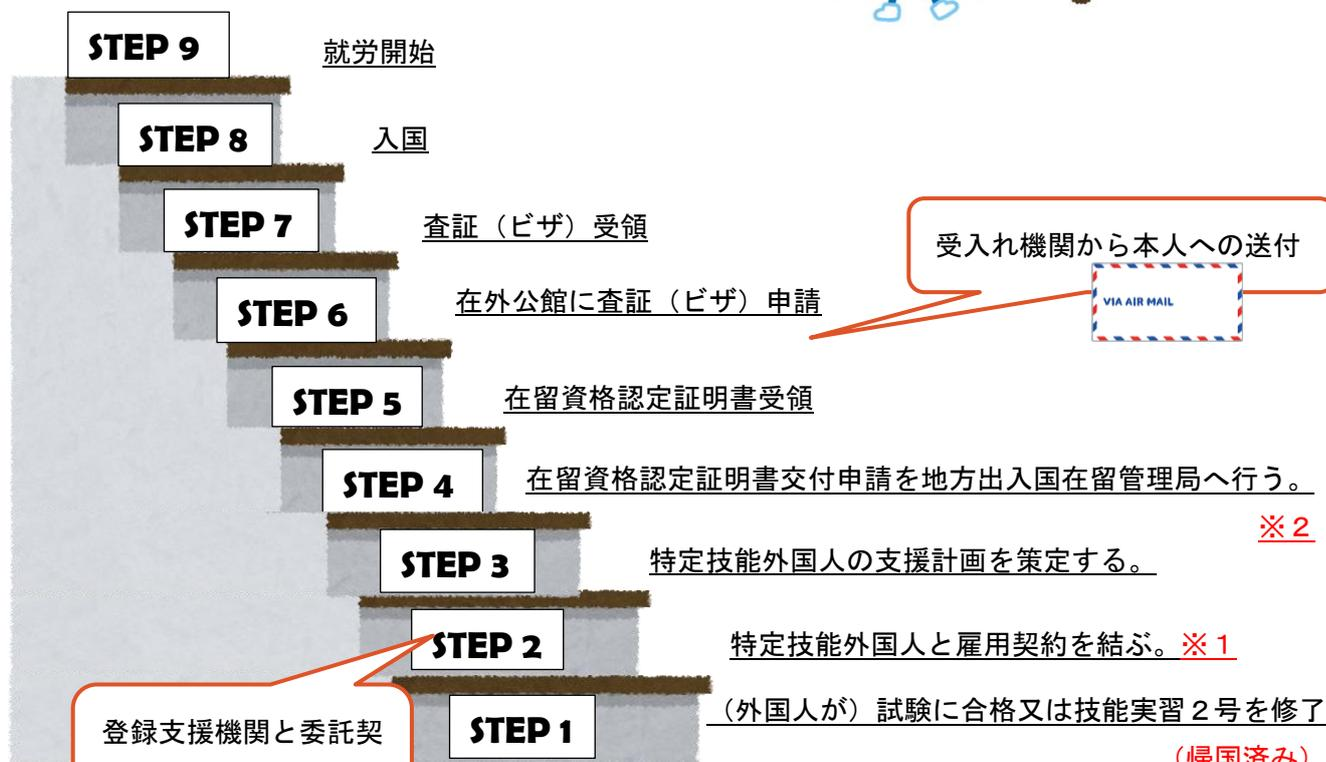 STEP 9 就労開始
STEP 8 入国
STEP 7 査証（ビザ）受領
受入れ機関から本人への送付
VIA AIR MAIL
STEP 6 在外公館に査証（ビザ）申請
STEP 5 在留資格認定証明書受領
STEP 4 在留資格認定証明書交付申請を地方出入国在留管理局へ行う。
※２
STEP 3 特定技能外国人の支援計画を策定する。
STEP 2 特定技能外国人と雇用契約を結ぶ。※１
登録支援機関と委託契
STEP 1 （外国人が）試験に合格又は技能実習２号を修了
（帰国済み）